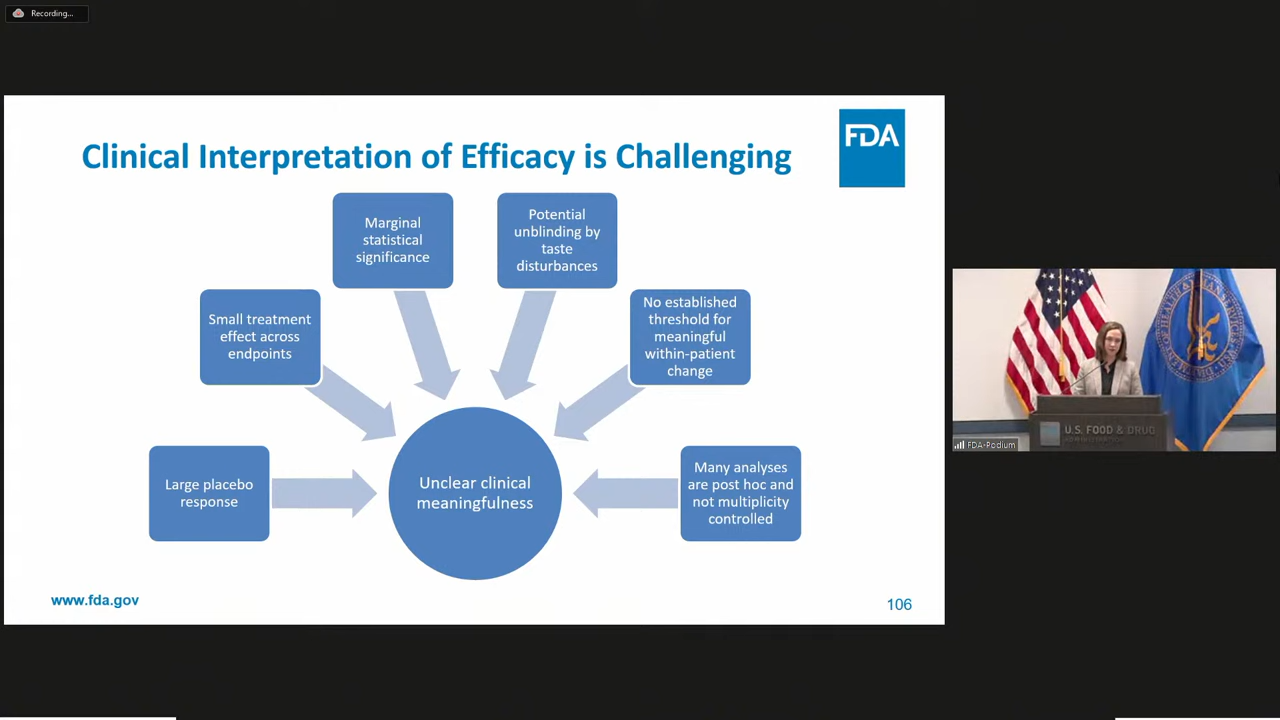 Recording...
Clinical Interpretation of Efficacy is Challenging
FDA
Marginal
statistical
significance
Potential
unblinding by
taste
disturbances
Small treatment
effect across
endpoints
No established
threshold for
meaningful
within-patient
change
Large placebo
response
Unclear clinical
meaningfulness
Many analyses
are post hoc and
not multiplicity
controlled
www.fda.gov
106
U.S. FOOD & DRUG
ADMINISTRATION
FDA-Podium